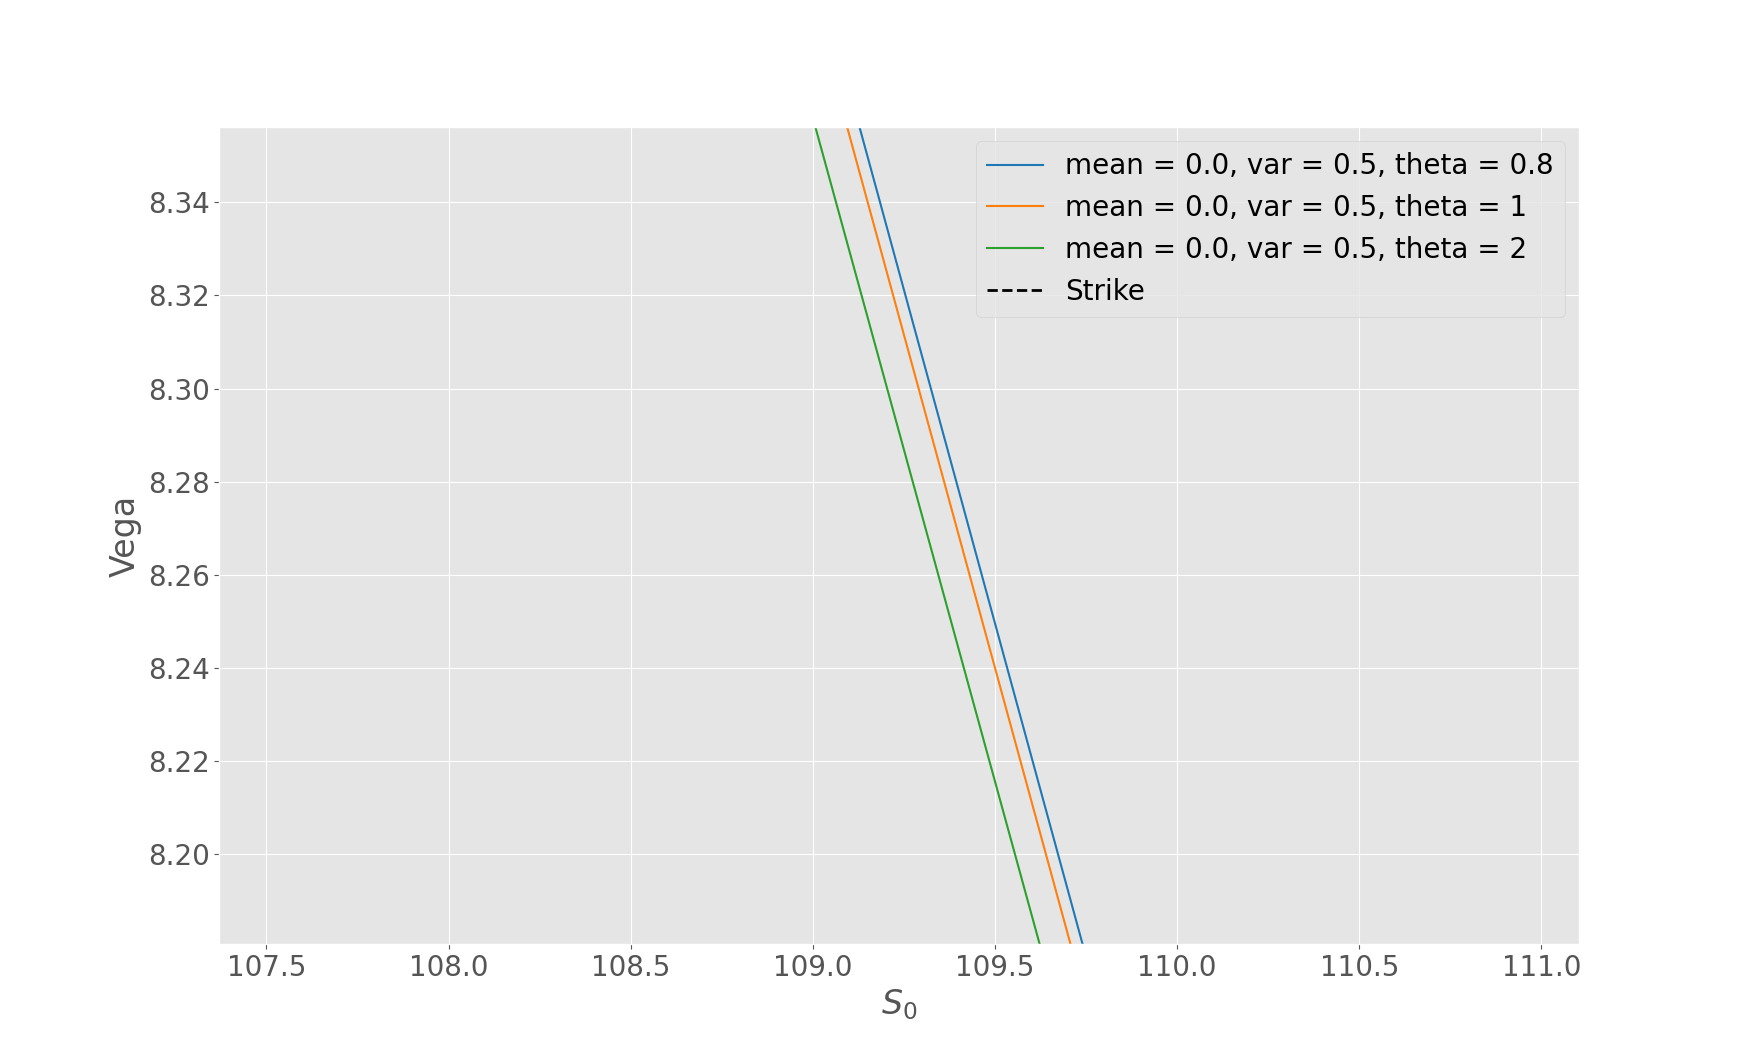 mean = 0.0, var = 0.5, theta = 0.8
mean = 0.0, var = 0.5, theta = 1
mean = 0.0, var = 0.5, theta = 2
Strike
Vega
8.34
8.32
8.30
8.28
8.26
8.24
8.22
8.20
107.5 108.0 108.5 109.0 109.5 110.0 110.5 111.0
S₀